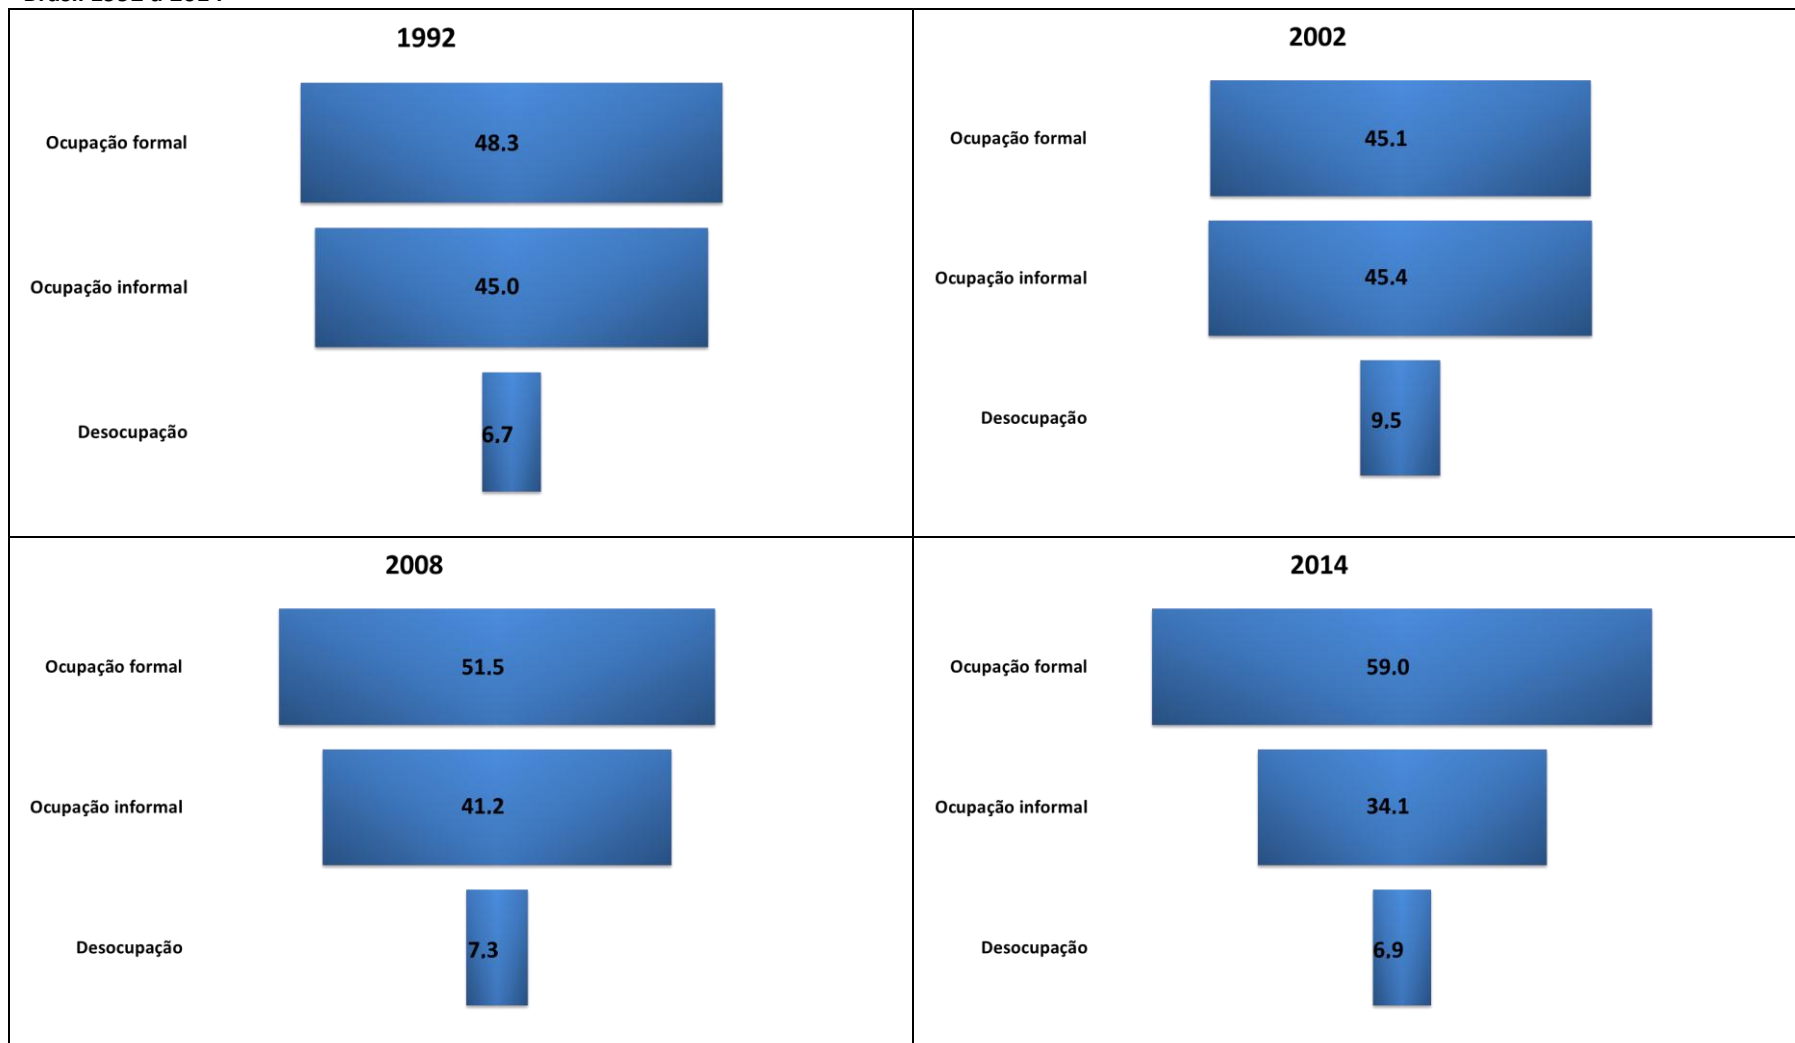 1992
Ocupação formal
48.3
Ocupação informal
45.0
Desocupação
6.7
2002
Ocupação formal
45.1
Ocupação informal
45.4
Desocupação
9.5
2008
Ocupação formal
51.5
Ocupação informal
41.2
Desocupação
7.3
2014
Ocupação formal
59.0
Ocupação informal
34.1
Desocupação
6.9